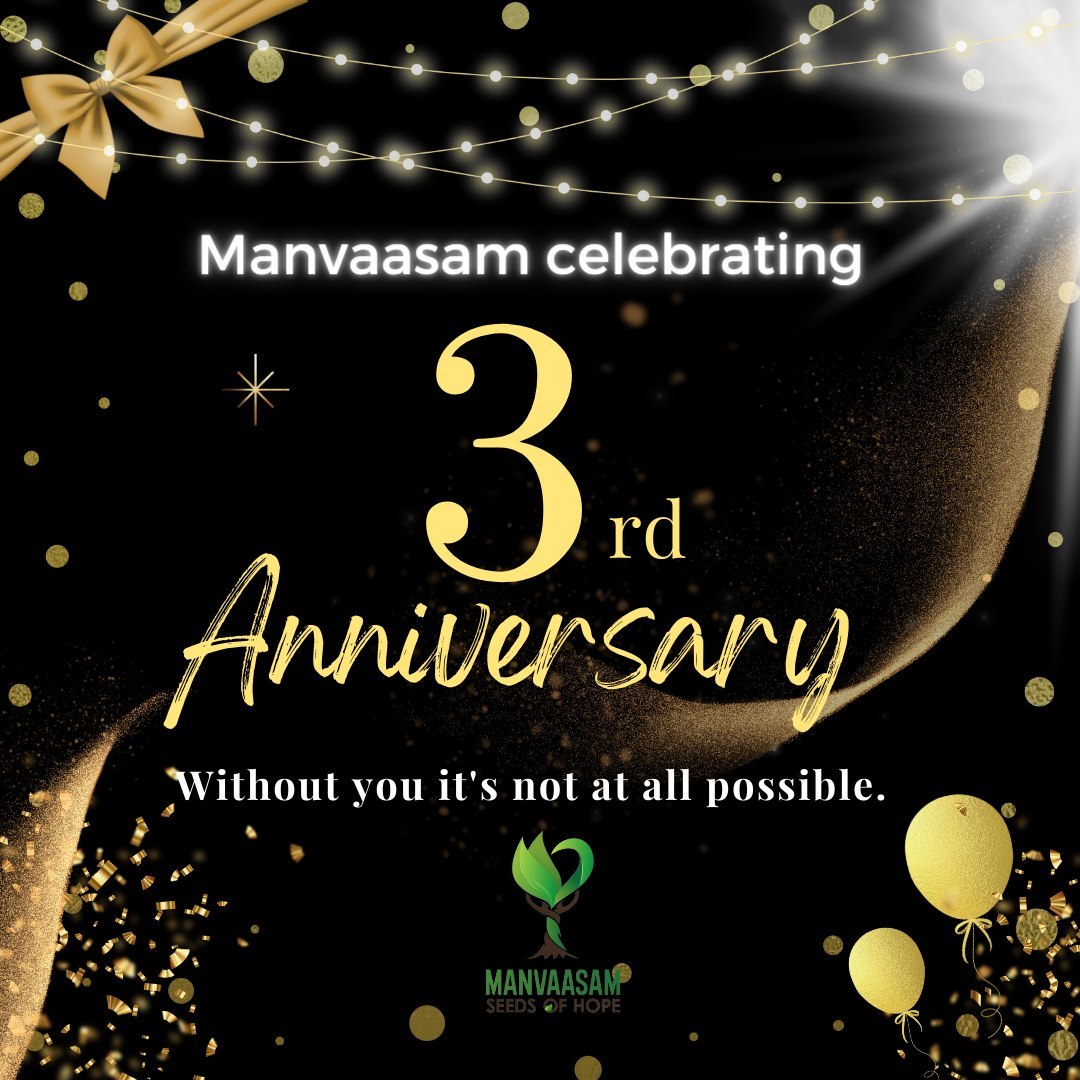 Manvaasam celebrating
3rd
Anniversary
Without you it's not at all possible.
MANVAASAM
SEEDS OF HOPE